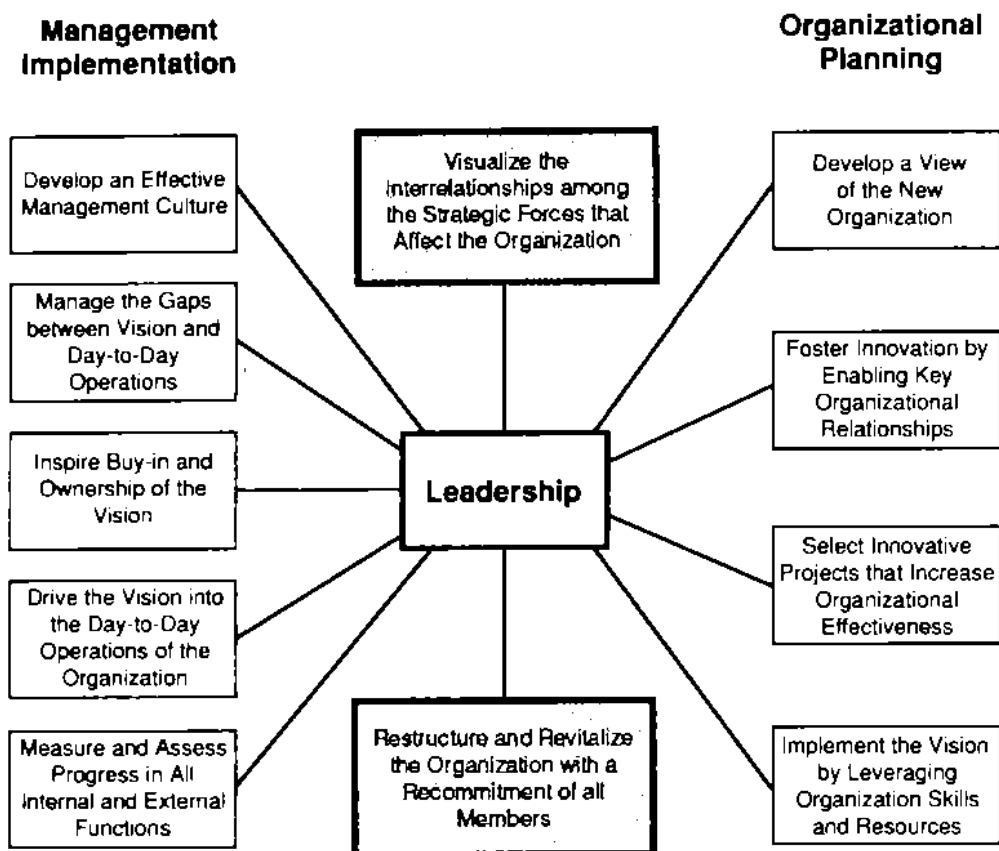 Management
Implementation
Organizational
Planning
Develop an Effective
Management Culture
Manage the Gaps
between Vision and
Day-to-Day
Operations
Inspire Buy-in and
Ownership of the
Vision
Drive the Vision into
the Day-to-Day
Operations of the
Organization
Measure and Assess
Progress in All
Internal and External
Functions
Visualize the
Interrelationships among
the Strategic Forces that
Affect the Organization
Leadership
Restructure and Revitalize
the Organization with a
Recommitment of all
Members
Develop a View
of the New
Organization
Foster Innovation by
Enabling Key
Organizational
Relationships
Select Innovative
Projects that Increase
Organizational
Effectiveness
Implement the Vision
by Leveraging
Organization Skills
and Resources